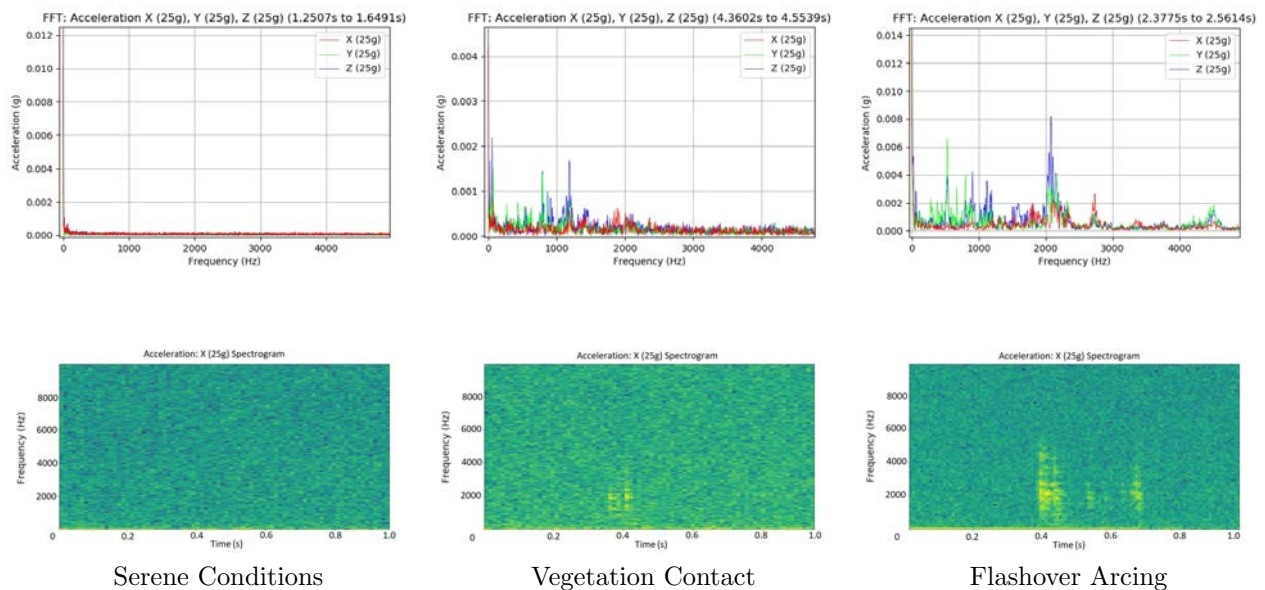 FFT: Acceleration X (25g), Y (25g), Z (25g) (1.2507s to 1.6491s)
0.012
0.010
0.008
0.006
0.004
0.002
0.000
Acceleration (g)
X (25g)
Y (25g)
Z (25g)
0
1000
2000
3000
4000
Frequency (Hz)
FFT: Acceleration X (25g), Y (25g), Z (25g) (4.3602s to 4.5539s)
0.004
0.003
0.002
0.001
0.000
Acceleration (g)
X (25g)
Y (25g)
Z (25g)
0
1000
2000
3000
4000
Frequency (Hz)
FFT: Acceleration X (25g), Y (25g), Z (25g) (2.3775s to 2.5614s)
0.014
0.012
0.010
0.008
0.006
0.004
0.002
0.000
Acceleration (g)
X (25g)
Y (25g)
Z (25g)
0
1000
2000
3000
4000
Frequency (Hz)
Acceleration: X (25g) Spectrogram
8000
6000
4000
2000
Frequency (Hz)
0
0.2
0.4
0.6
0.8
1.0
Time (s)
Serene Conditions
Acceleration: X (25g) Spectrogram
8000
6000
4000
2000
Frequency (Hz)
0
0.2
0.4
0.6
0.8
1.0
Time (s)
Vegetation Contact
Acceleration: X (25g) Spectrogram
8000
6000
4000
2000
Frequency (Hz)
0
0.2
0.4
0.6
0.8
1.0
Time (s)
Flashover Arcing